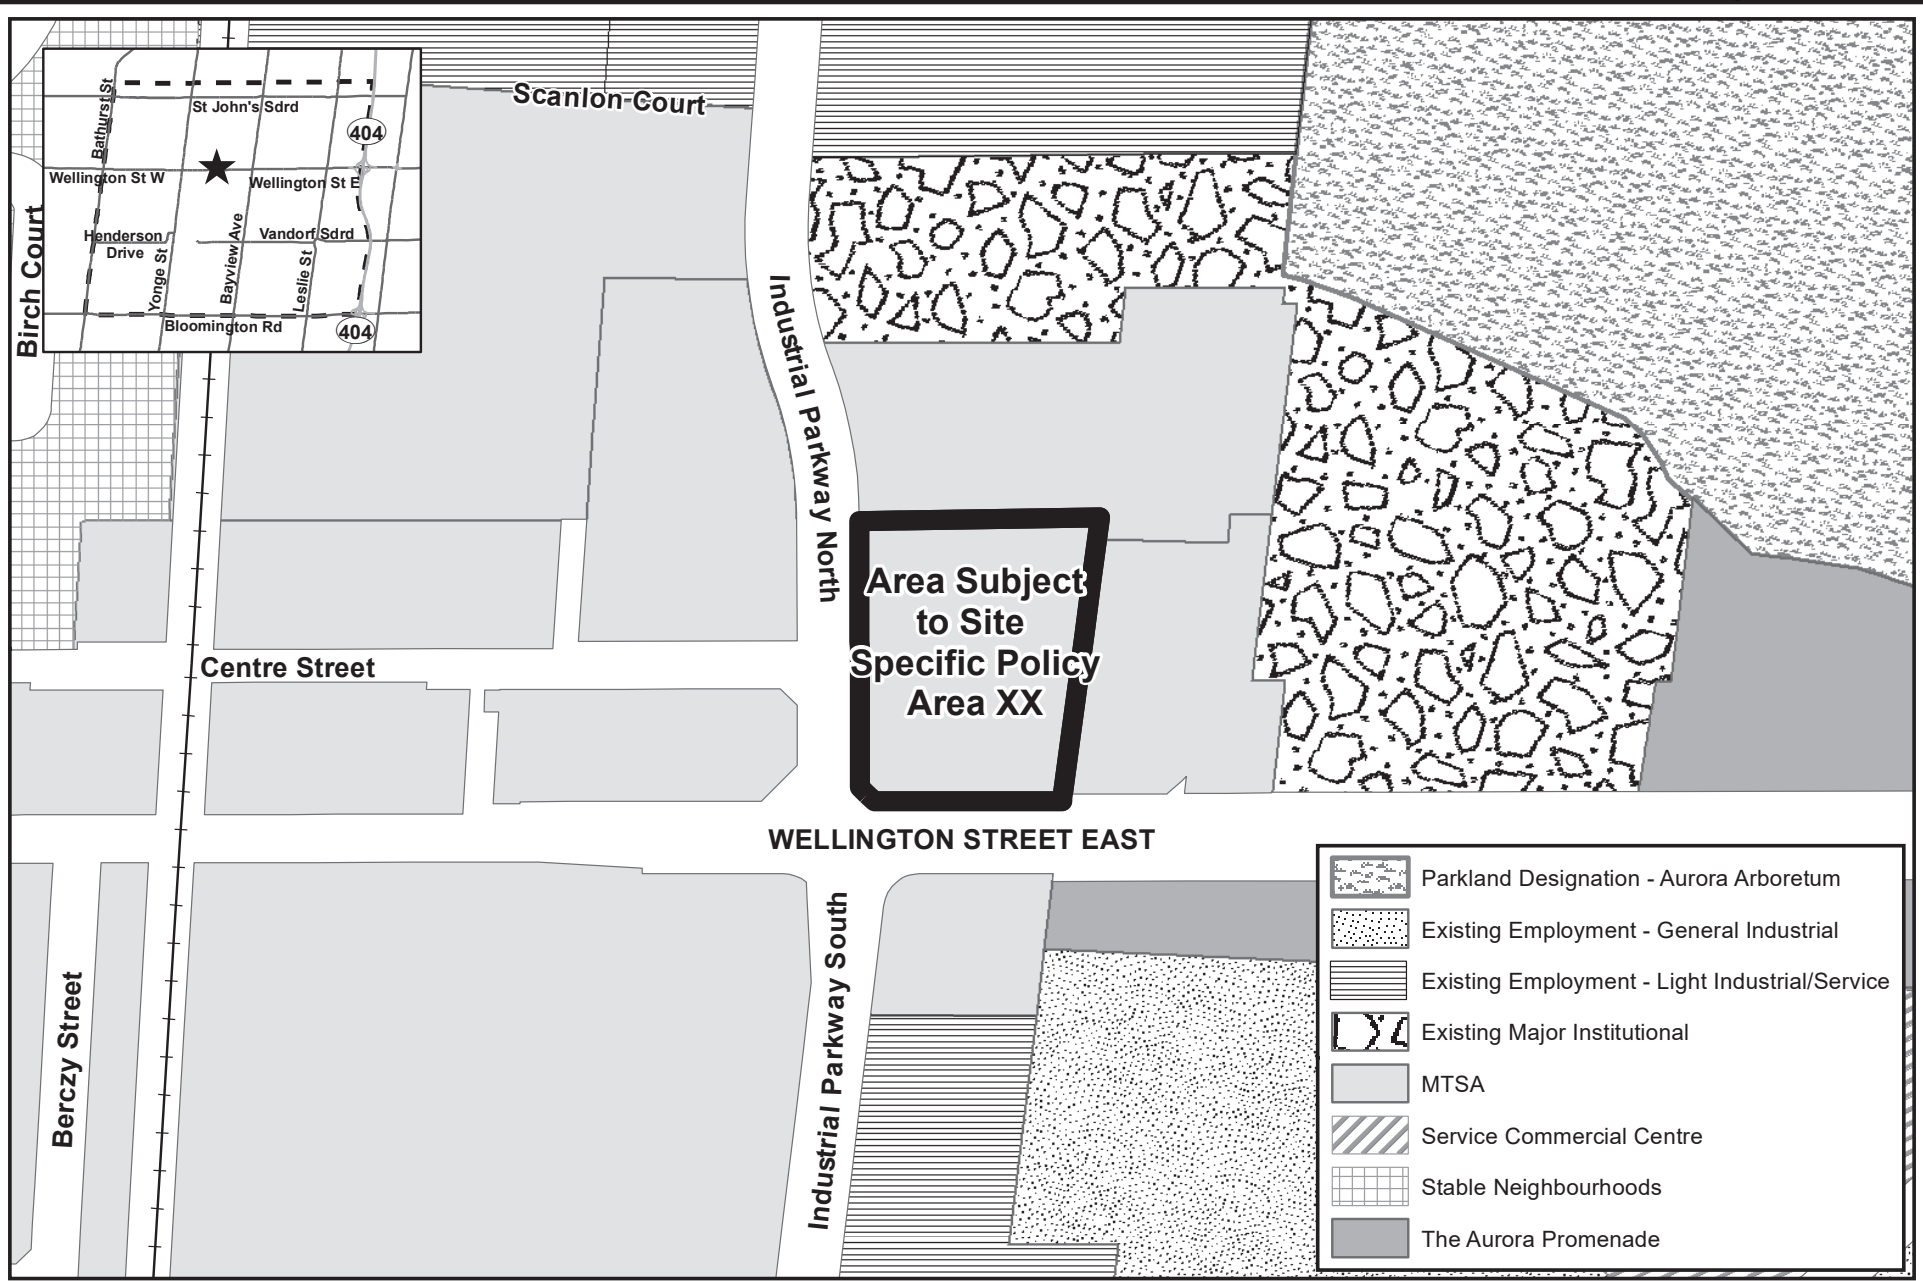 Scanlon Court
St John's Sdrd
Bathurst St
404
Wellington St W
Wellington St E
Henderson
Drive
Vandorf Sdrd
Yonge St
Bayview Ave
Leslie St
Bloomington Rd
404
Birch Court
Industrial Parkway North
Area Subject
to Site
Specific Policy
Area XX
Centre Street
WELLINGTON STREET EAST
Industrial Parkway South
Berczy Street
Parkland Designation - Aurora Arboretum
Existing Employment - General Industrial
Existing Employment - Light Industrial/Service
Existing Major Institutional
MTSA
Service Commercial Centre
Stable Neighbourhoods
The Aurora Promenade